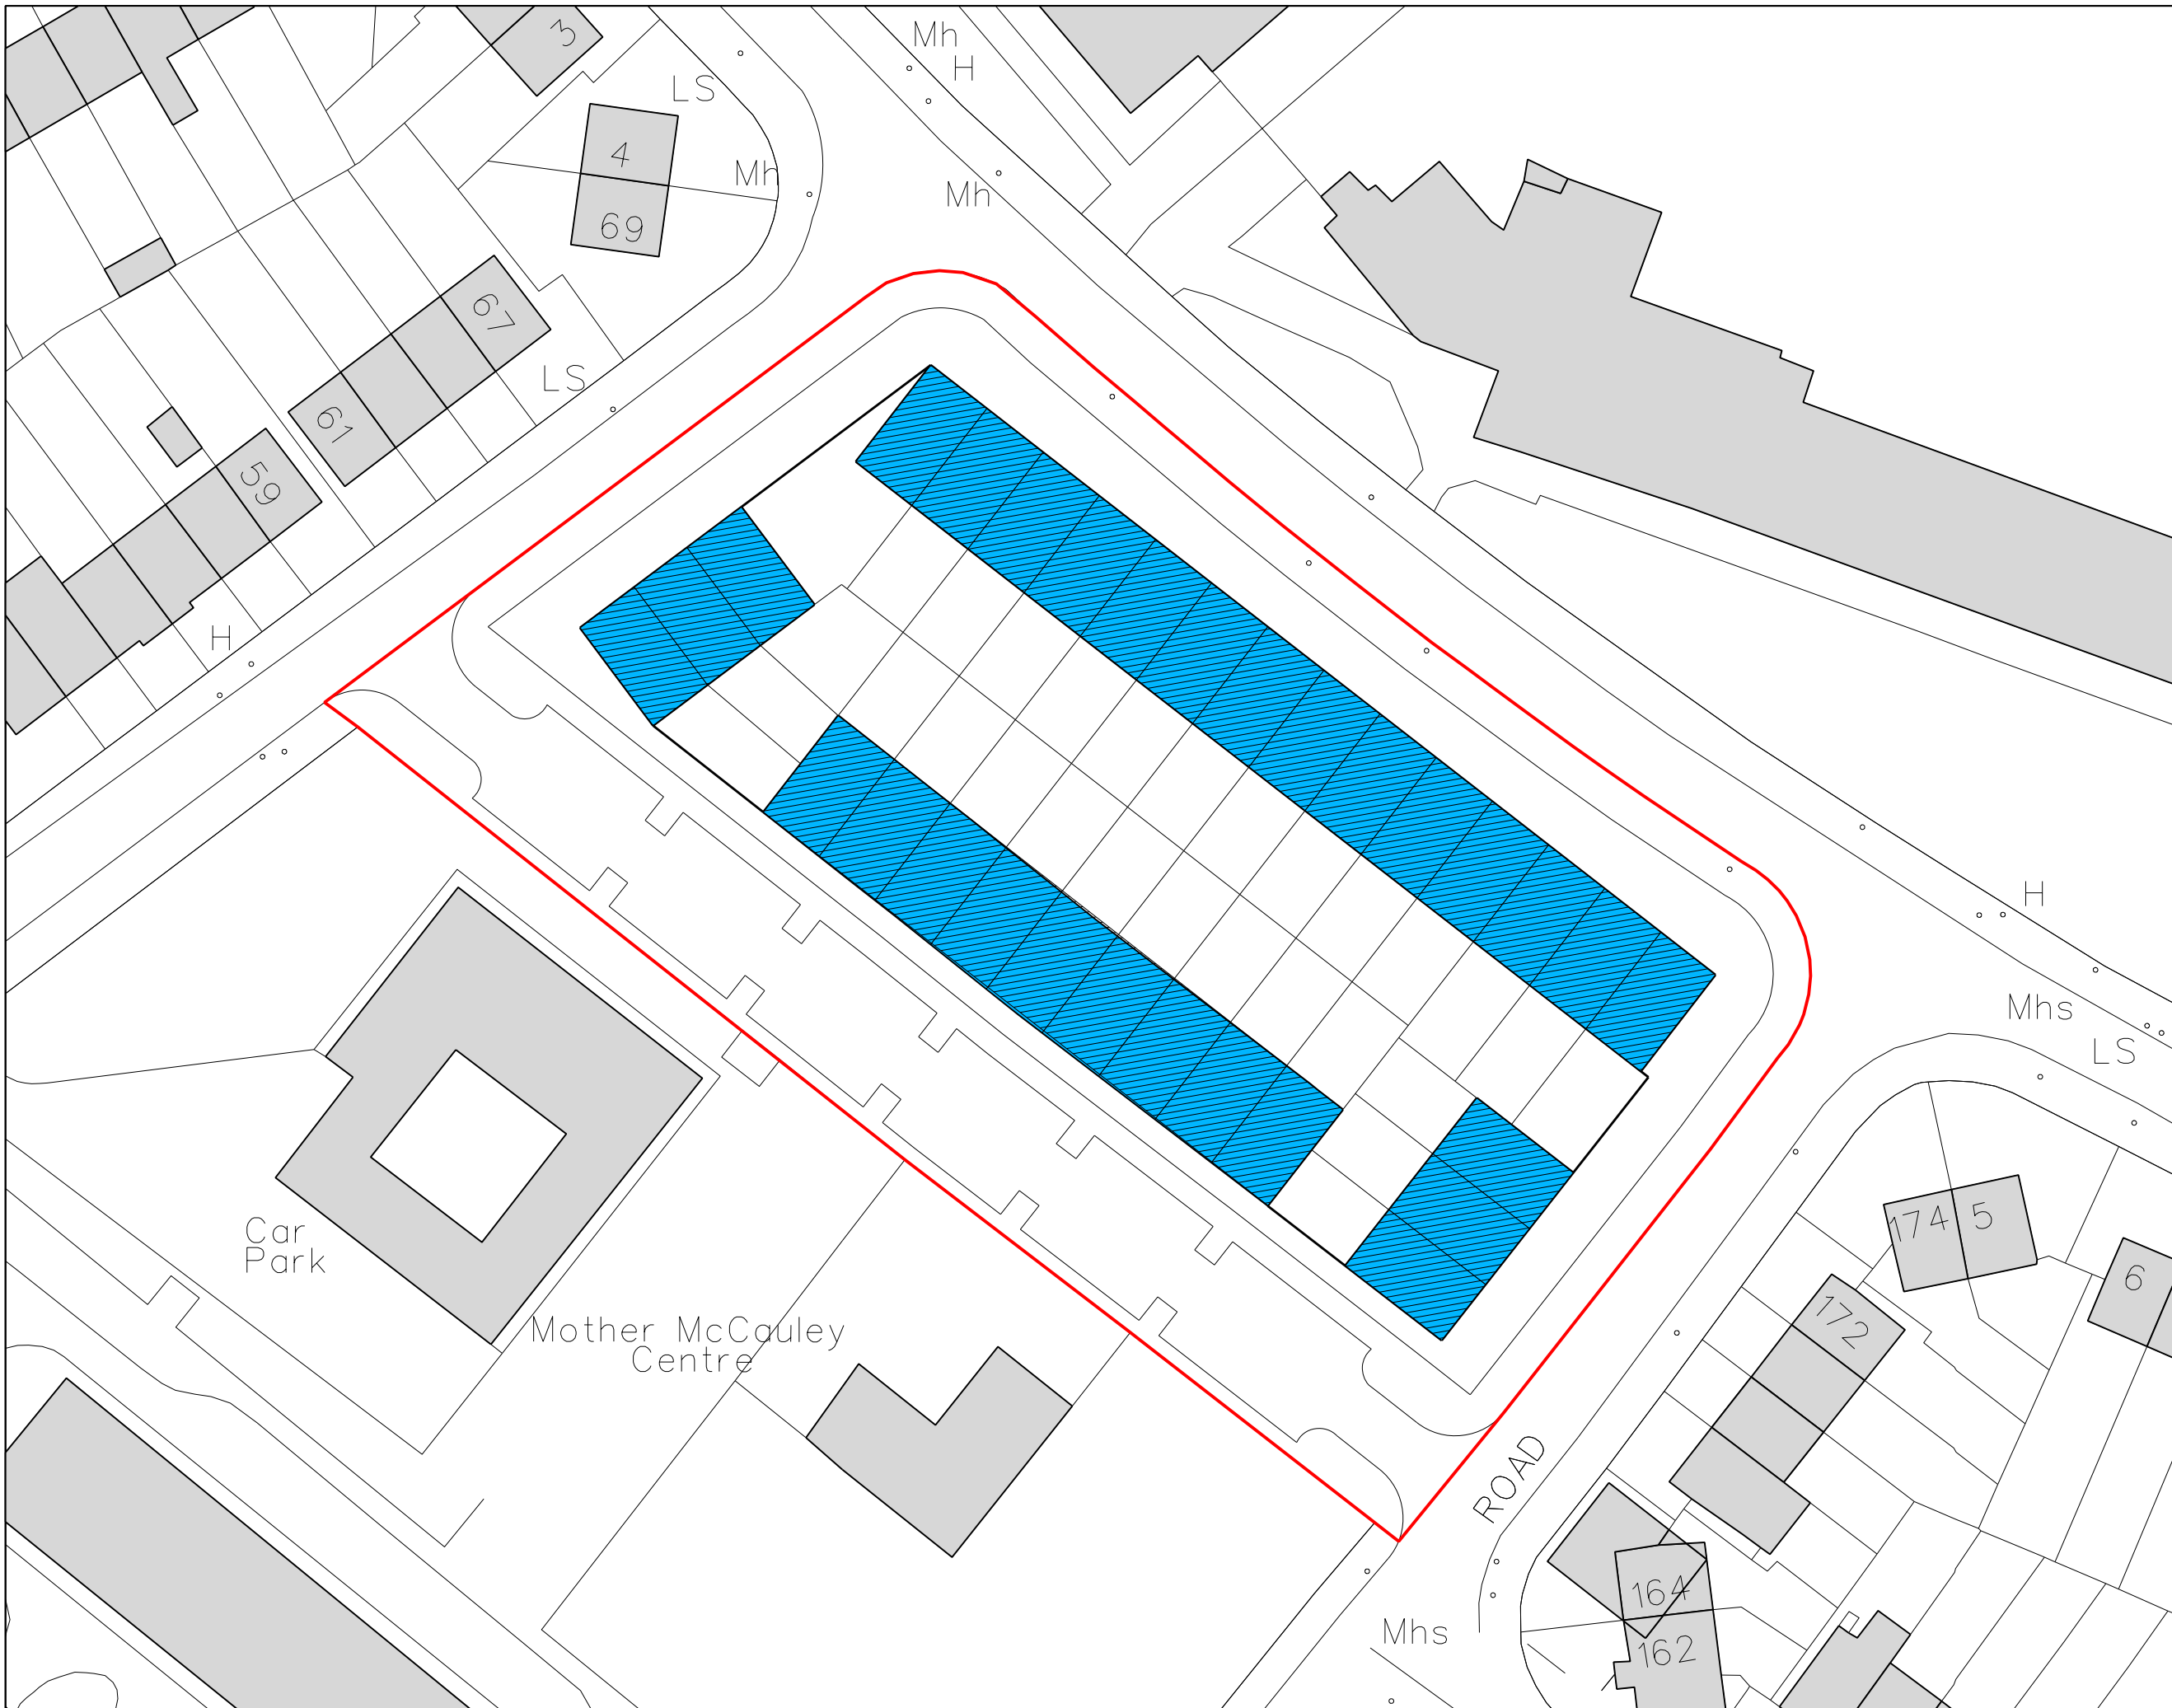 Mh
H
3
LS
4
Mh
Mh
69
67
LS
61
59
H
H
Mhs
LS
174 5
Car
Park
6
Mother McCauley
Centre
172
ROAD
164
Mhs
162